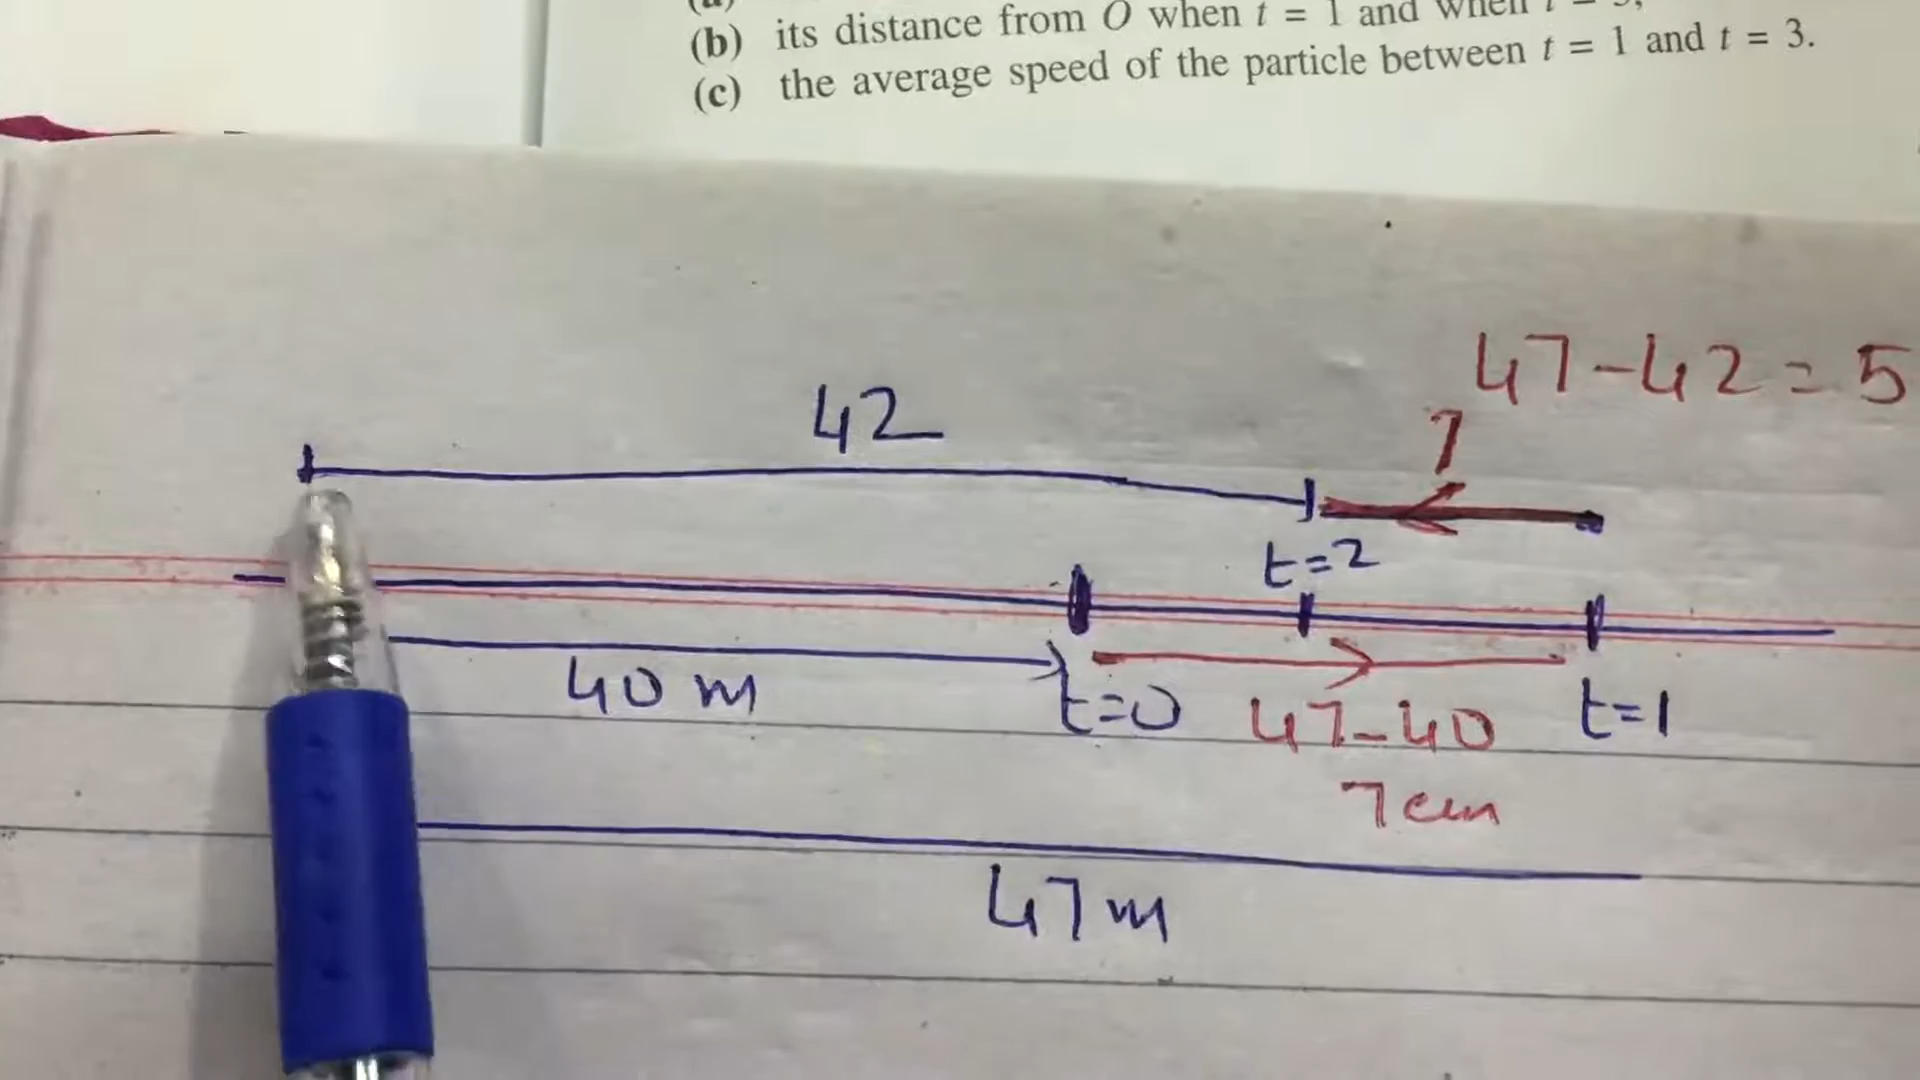 (b) its distance from O when t = 1 and when
(c) the average speed of the particle between t = 1 and t = 3.
47-42=5
42
t=2
40 m
t=0
47-40
t=1
7cm
47m